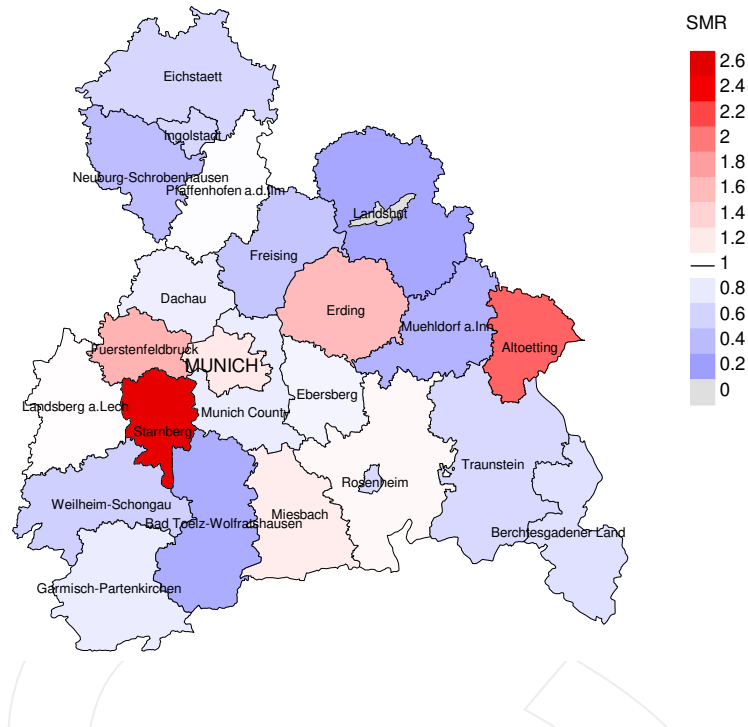 SMR
2.6
2.4
2.2
2
1.8
1.6
1.4
1.2
1
0.8
0.6
0.4
0.2
0
Eichstaett
Ingolstadt
Neuburg-Schrobenhausen
Pfaffenhofen a.d.Ilm
Landshut
Freising
Dachau
Erding
Muehldorf a.Inn
Altoetting
Fuerstenfeldbruck
MUNICH
Ebersberg
Landsberg a.Lech
Munich County
Starnberg
Traunstein
Rosenheim
Weilheim-Schongau
Miesbach
Bad Toelz-Wolfratshausen
Berchtesgadener Land
Garmisch-Partenkirchen